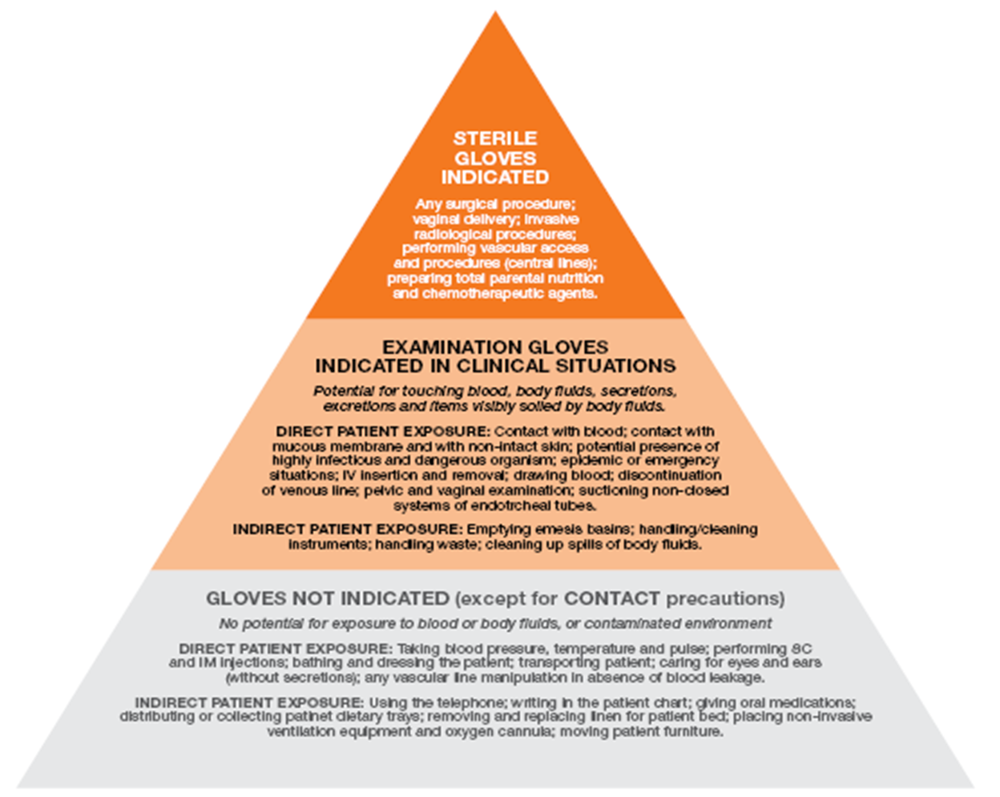 STERILE
GLOVES
INDICATED
Any surgical procedure;
vaginal delivery; invasive
radiological procedures;
performing vascular access
and procedures (central lines);
preparing total parental nutrition
and chemotherapeutic agents.
EXAMINATION GLOVES
INDICATED IN CLINICAL SITUATIONS
Potential for touching blood, body fluids, secretions,
excretions and items visibly soiled by body fluids.
DIRECT PATIENT EXPOSURE: Contact with blood; contact with
mucous membrane and with non-intact skin; potential presence of
highly infectious and dangerous organism; epidemic or emergency
situations; IV insertion and removal; drawing blood; discontinuation
of venous line; pelvic and vaginal examination; suctioning non-closed
systems of endotrcheal tubes.
INDIRECT PATIENT EXPOSURE: Emptying emesis basins; handling/cleaning
instruments; handling waste; cleaning up spills of body fluids.
GLOVES NOT INDICATED (except for CONTACT precautions)
No potential for exposure to blood or body fluids, or contaminated environment
DIRECT PATIENT EXPOSURE: Taking blood pressure, temperature and pulse; performing SC
and IM injections; bathing and dressing the patient; transporting patient; caring for eyes and ears
(without secretions); any vascular line manipulation in absence of blood leakage.
INDIRECT PATIENT EXPOSURE: Using the telephone; writing in the patient chart; giving oral medications;
distributing or collecting patinet dietary trays; removing and replacing linen for patient bed; placing non-invasive
ventilation equipment and oxygen cannula; moving patient furniture.